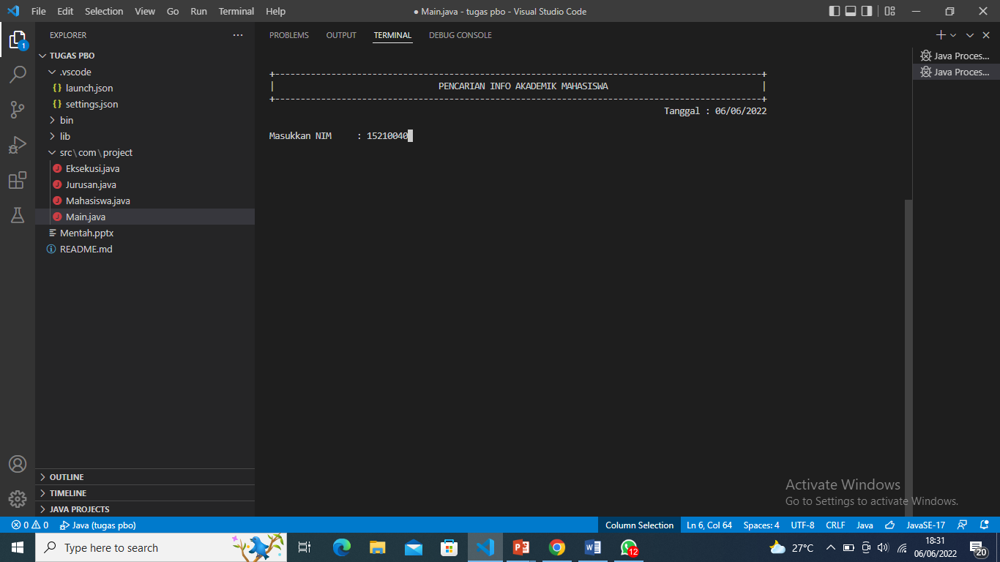 File Edit Selection View Go Run Terminal Help
● Main.java - tugas pbo - Visual Studio Code
1
EXPLORER
TUGAS PBO
.vscode
{} launch.json
{} settings.json
bin
lib
src\com\project
J Eksekusi.java
J Jurusan.java
J Mahasiswa.java
J Main.java
Mentah.pptx
README.md
OUTLINE
TIMELINE
JAVA PROJECTS
PROBLEMS OUTPUT TERMINAL DEBUG CONSOLE
Java Proces...
Java Proces...
PENCARIAN INFO AKADEMIK MAHASISWA
Tanggal : 06/06/2022
Masukkan NIM : 15210040
Activate Windows
Go to Settings to activate Windows.
0 0 Java (tugas pbo) Column Selection Ln 6, Col 64 Spaces: 4 UTF-8 CRLF Java JavaSE-17
Type here to search
12
27°C
18:31
06/06/2022
20